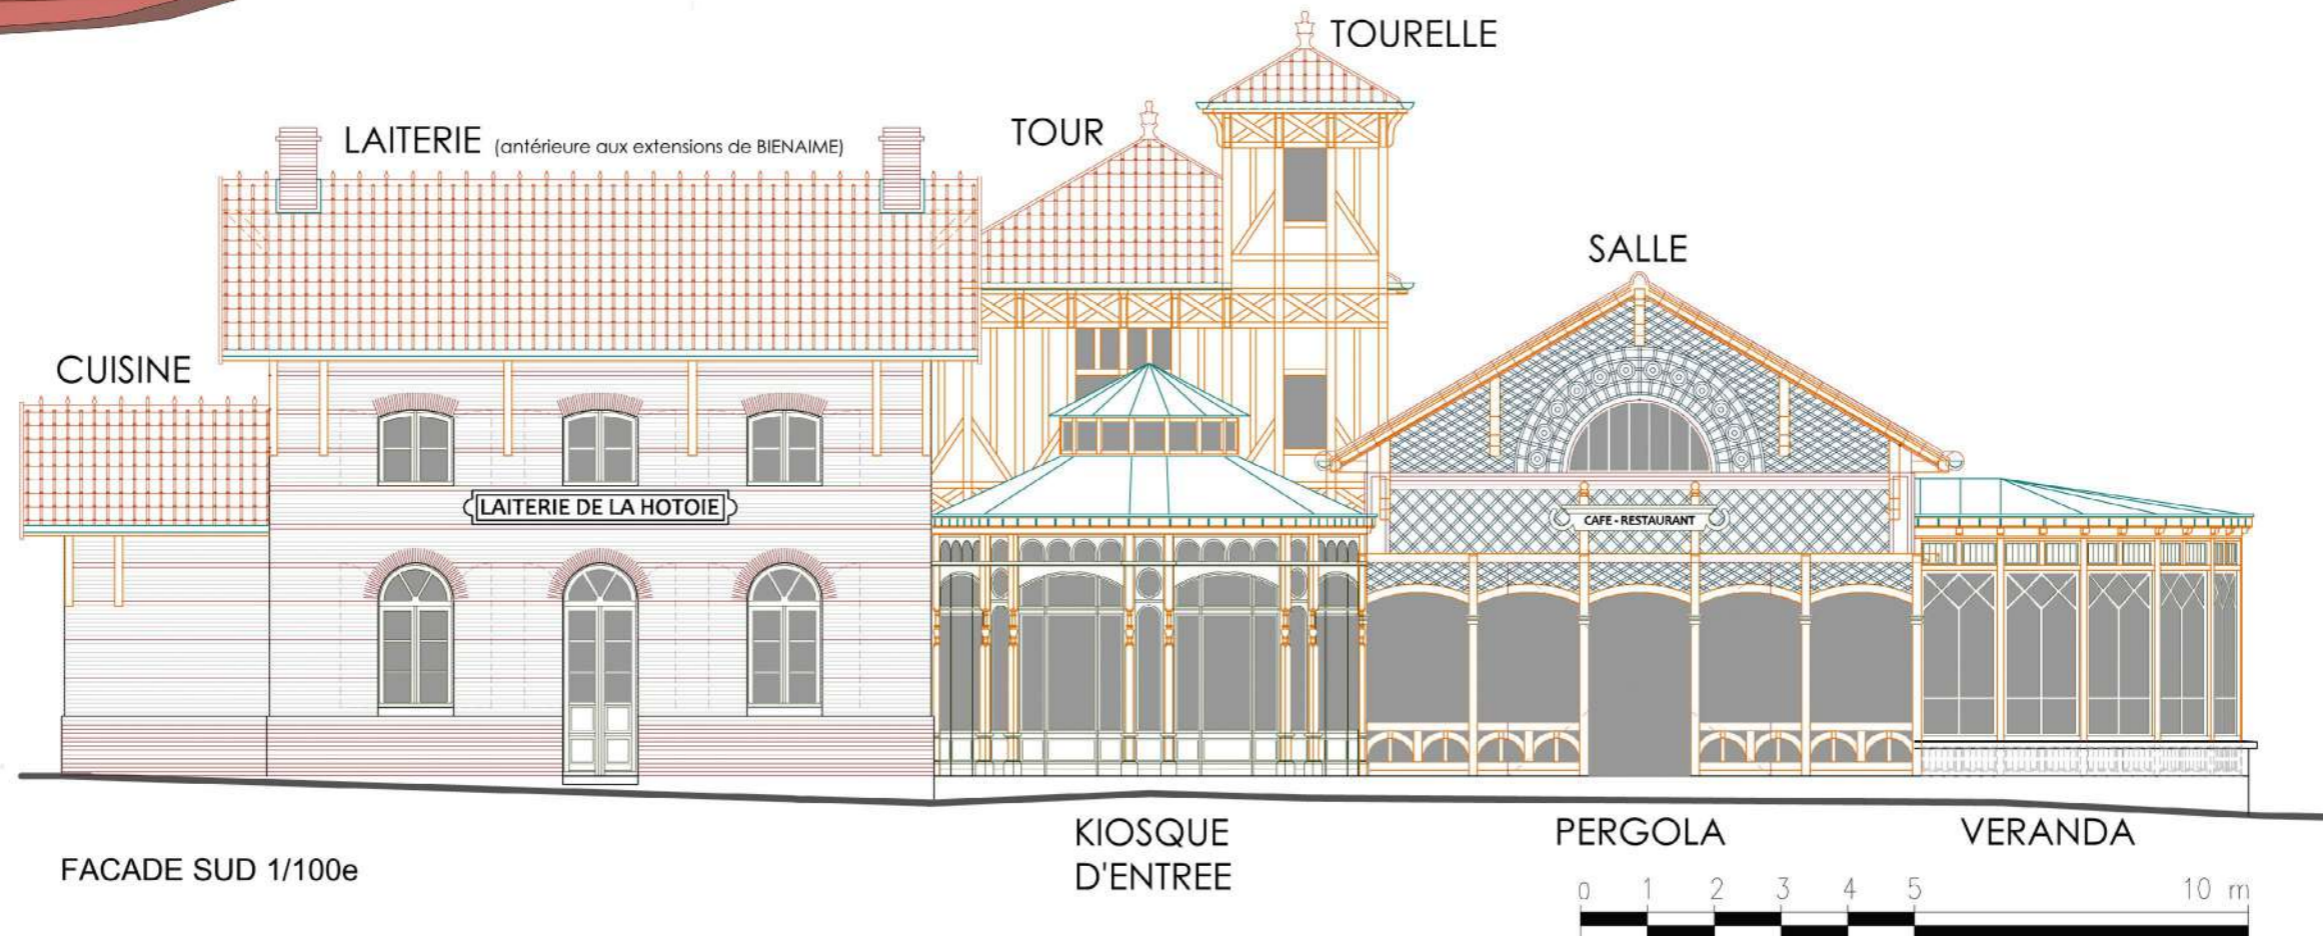 TOURELLE
TOUR
LAITERIE (antérieure aux extensions de BIENAIME)
SALLE
CUISINE
LAITERIE DE LA HOTOIE
CAFE - RESTAURANT
KIOSQUE
D'ENTREE
PERGOLA
VERANDA
FACADE SUD 1/100e
0 1 2 3 4 5 10 m